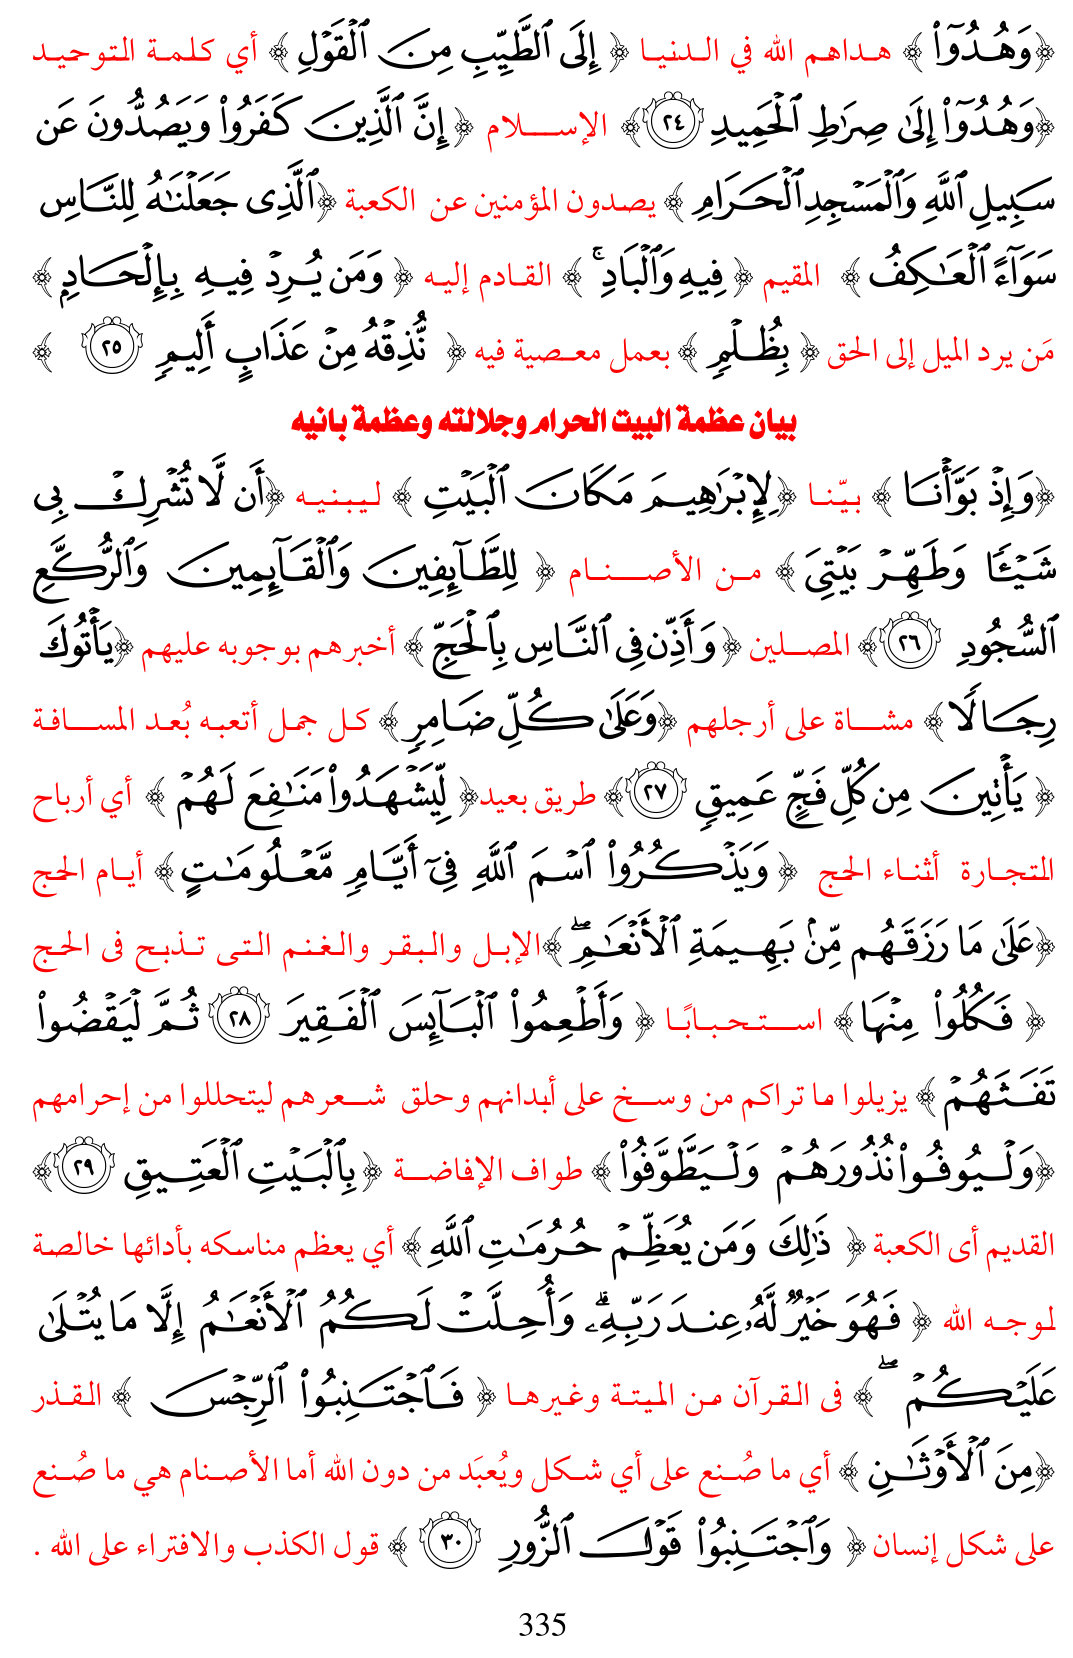 ﴿وَهُدُوٓا۟ ﴾ هداهم الله في الدنيا ﴿ إِلَى ٱلطَّيِّبِ مِنَ ٱلْقَوْلِ ﴾ أي كلمة التوحيد
﴿وَهُدُوٓا۟ إِلَىٰ صِرَٰطِ ٱلْحَمِيدِ ٢٤﴾ الإسلام ﴿ إِنَّ ٱلَّذِينَ كَفَرُوا۟ وَيَصُدُّونَ عَن
سَبِيلِ ٱللَّهِ وَٱلْمَسْجِدِ ٱلْحَرَامِ ﴾ يصدون المؤمنين عن الكعبة ﴿ٱلَّذِى جَعَلْنَٰهُ لِلنَّاسِ
سَوَآءً ٱلْعَٰكِفُ ﴾ المقيم ﴿ فِيهِ وَٱلْبَادِ ۚ ﴾ القادم إليه ﴿ وَمَن يُرِدْ فِيهِ بِإِلْحَادٍۭ ﴾
مَن يرد الميل إلى الحق ﴿ بِظُلْمٍ ﴾ بعمل معصية فيه ﴿ نُّذِقْهُ مِنْ عَذَابٍ أَلِيمٍ ٢٥ ﴾
بيان عظمة البيت الحرام وجلالته وعظمة بانيه
﴿وَإِذْ بَوَّأْنَا ﴾ بيّنا ﴿لِإِبْرَٰهِيمَ مَكَانَ ٱلْبَيْتِ ﴾ ليبنيه ﴿أَن لَّا تُشْرِكْ بِى
شَيْـًٔا وَطَهِّرْ بَيْتِىَ ﴾ من الأصنام ﴿ لِلطَّآئِفِينَ وَٱلْقَآئِمِينَ وَٱلرُّكَّعِ
ٱلسُّجُودِ ٢٦﴾ المصلين ﴿وَأَذِّن فِى ٱلنَّاسِ بِٱلْحَجِّ ﴾ أخبرهم بوجوبه عليهم ﴿يَأْتُوكَ
رِجَالًا ﴾ مشاة على أرجلهم ﴿وَعَلَىٰ كُلِّ ضَامِرٍ ﴾ كل جمل أتعبه بُعد المسافة
﴿ يَأْتِينَ مِن كُلِّ فَجٍّ عَمِيقٍ ٢٧﴾ طريق بعيد﴿ لِّيَشْهَدُوا۟ مَنَٰفِعَ لَهُمْ ﴾ أي أرباح
التجارة أثناء الحج ﴿ وَيَذْكُرُوا۟ ٱسْمَ ٱللَّهِ فِىٓ أَيَّامٍ مَّعْلُومَٰتٍ ﴾ أيام الحج
﴿عَلَىٰ مَا رَزَقَهُم مِّنۢ بَهِيمَةِ ٱلْأَنْعَٰمِ ۖ ﴾الإبل والبقر والغنم التى تذبح فى الحج
﴿ فَكُلُوا۟ مِنْهَا﴾ استحبابًا ﴿ وَأَطْعِمُوا۟ ٱلْبَآئِسَ ٱلْفَقِيرَ ٢٨ ثُمَّ لْيَقْضُوا۟
تَفَثَهُمْ ﴾ يزيلوا ما تراكم من وسخ على أبدانهم وحلق شعرهم ليتحللوا من إحرامهم
﴿وَلْيُوفُوا۟ نُذُورَهُمْ وَلْيَطَّوَّفُوا۟ ﴾ طواف الإفاضة ﴿ بِٱلْبَيْتِ ٱلْعَتِيقِ ٢٩﴾
القديم أى الكعبة ﴿ ذَٰلِكَ وَمَن يُعَظِّمْ حُرُمَٰتِ ٱللَّهِ ﴾ أي يعظم مناسكه بأدائها خالصة
لوجه الله ﴿ فَهُوَ خَيْرٌ لَّهُۥ عِندَ رَبِّهِۦ ۗ وَأُحِلَّتْ لَكُمُ ٱلْأَنْعَٰمُ إِلَّا مَا يُتْلَىٰ
عَلَيْكُمْ ۖ ﴾ فى القرآن من الميتة وغيرها ﴿ فَٱجْتَنِبُوا۟ ٱلرِّجْسَ ﴾ القذر
﴿مِنَ ٱلْأَوْثَٰنِ ﴾ أي ما صُنع على أي شكل ويُعبَد من دون الله أما الأصنام هي ما صُنع
على شكل إنسان ﴿ وَٱجْتَنِبُوا۟ قَوْلَ ٱلزُّورِ ٣٠ ﴾ قول الكذب والافتراء على الله .
335